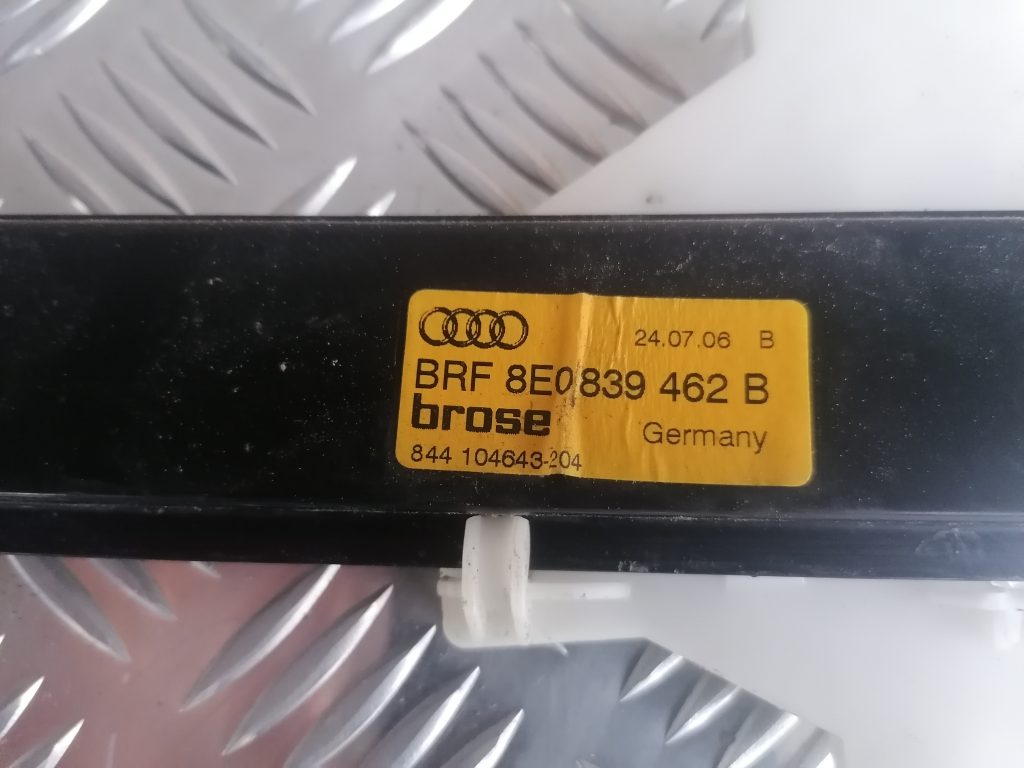 24.07.06 B
BRF 8E0 839 462 B
brose
Germany
844 104643-204